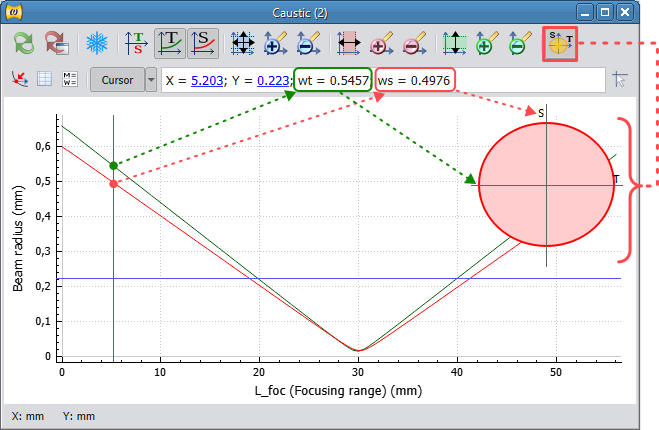 ω
Caustic (2)
T
S
T
S
S
T
M=
W=
Cursor
X = 5.203; Y = 0.223; wt = 0.5457; ws = 0.4976
S
T
0,6
0,5
0,4
0,3
0,2
0,1
0
Beam radius (mm)
0
10
20
30
40
50
L_foc (Focusing range) (mm)
X: mm Y: mm